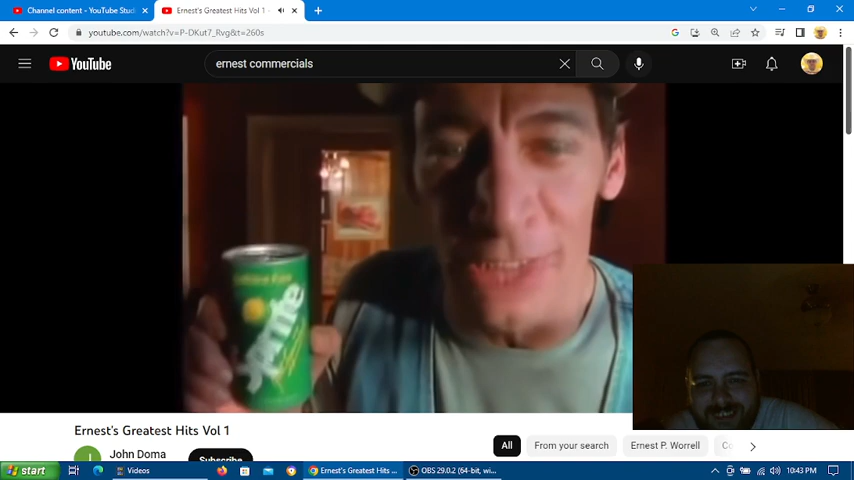 Channel content - YouTube Stud
Ernest's Greatest Hits Vol 1 -
youtube.com/watch?v=P-DKut7_Rvg&t=260s
YouTube
ernest commercials
sprite
Ernest's Greatest Hits Vol 1
John Doma
Subscribe
All
From your search
Ernest P. Worrell
start
Videos
Ernest's Greatest Hits ...
OBS 29.0.2 (64-bit, wi...
10:43 PM